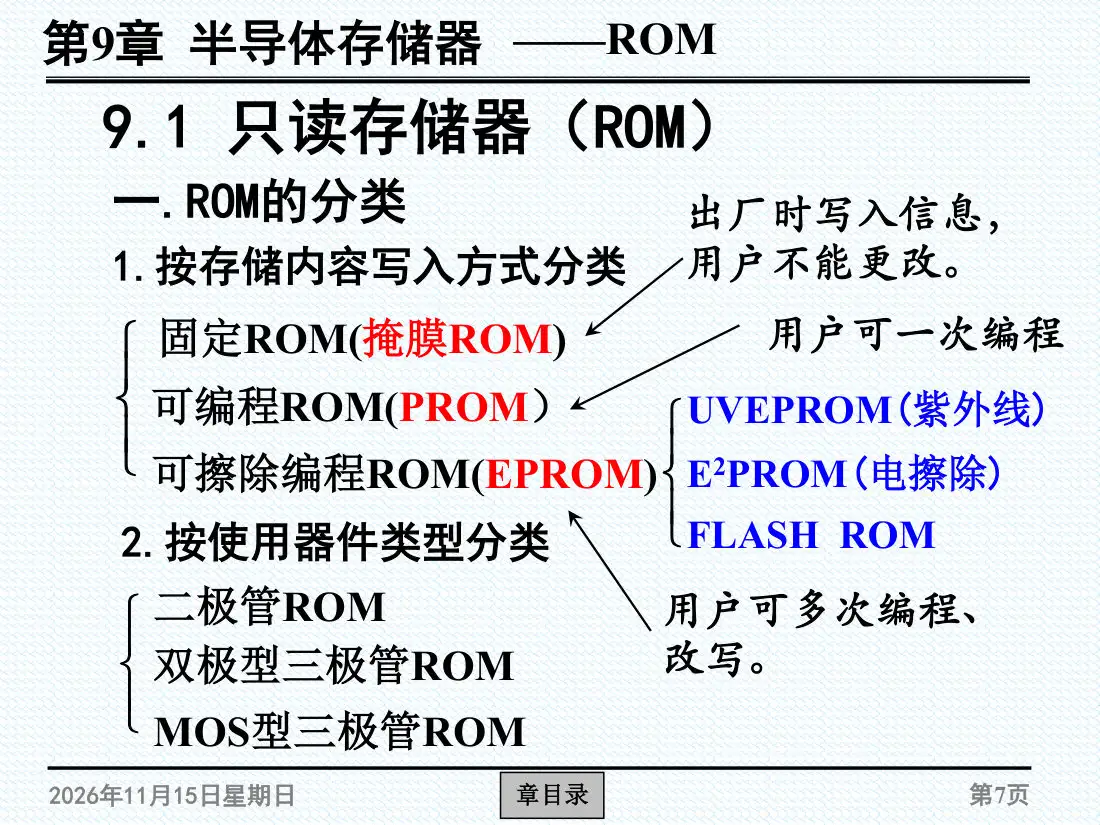 第9章 半导体存储器 ——ROM
9.1 只读存储器（ROM）
一.ROM的分类
1.按存储内容写入方式分类
出厂时写入信息，
用户不能更改。
固定ROM(掩膜ROM)
用户可一次编程
可编程ROM(PROM）
可擦除编程ROM(EPROM)
UVEPROM(紫外线)
E²PROM(电擦除)
FLASH ROM
用户可多次编程、
改写。
2.按使用器件类型分类
二极管ROM
双极型三极管ROM
MOS型三极管ROM
2026年11月15日星期日
章目录
第7页